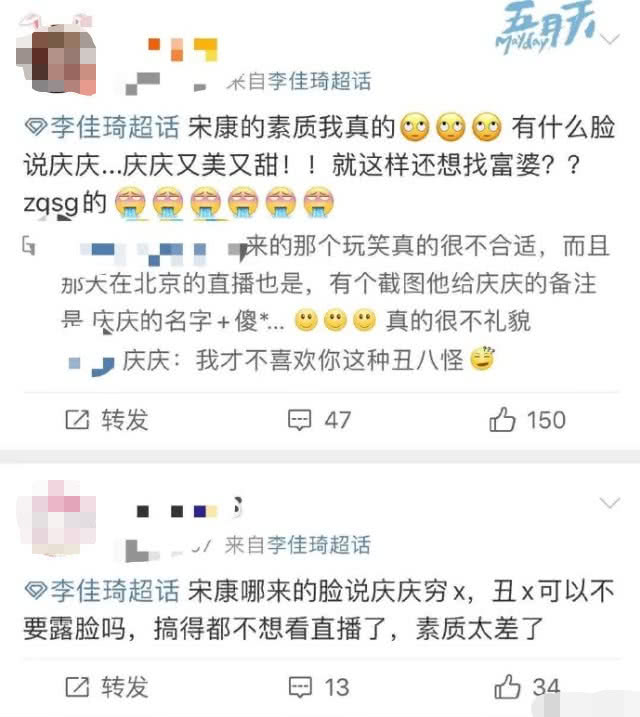 五月天
Mayday
来自李佳琦超话
李佳琦超话 宋康的素质我真的🙄🙄🙄 有什么脸
说庆庆...庆庆又美又甜！！就这样还想找富婆？？
zqsg的😭😭😭😭😭😭
来的那个玩笑真的很不合适，而且
那天在北京的直播也是，有个截图他给庆庆的备注
是 庆庆的名字+傻*... 🙂🙂🙂 真的很不礼貌
庆庆：我才不喜欢你这种丑八怪
转发 47 150
来自李佳琦超话
李佳琦超话 宋康哪来的脸说庆庆穷x，丑x可以不
要露脸吗，搞得都不想看直播了，素质太差了
转发 13 34